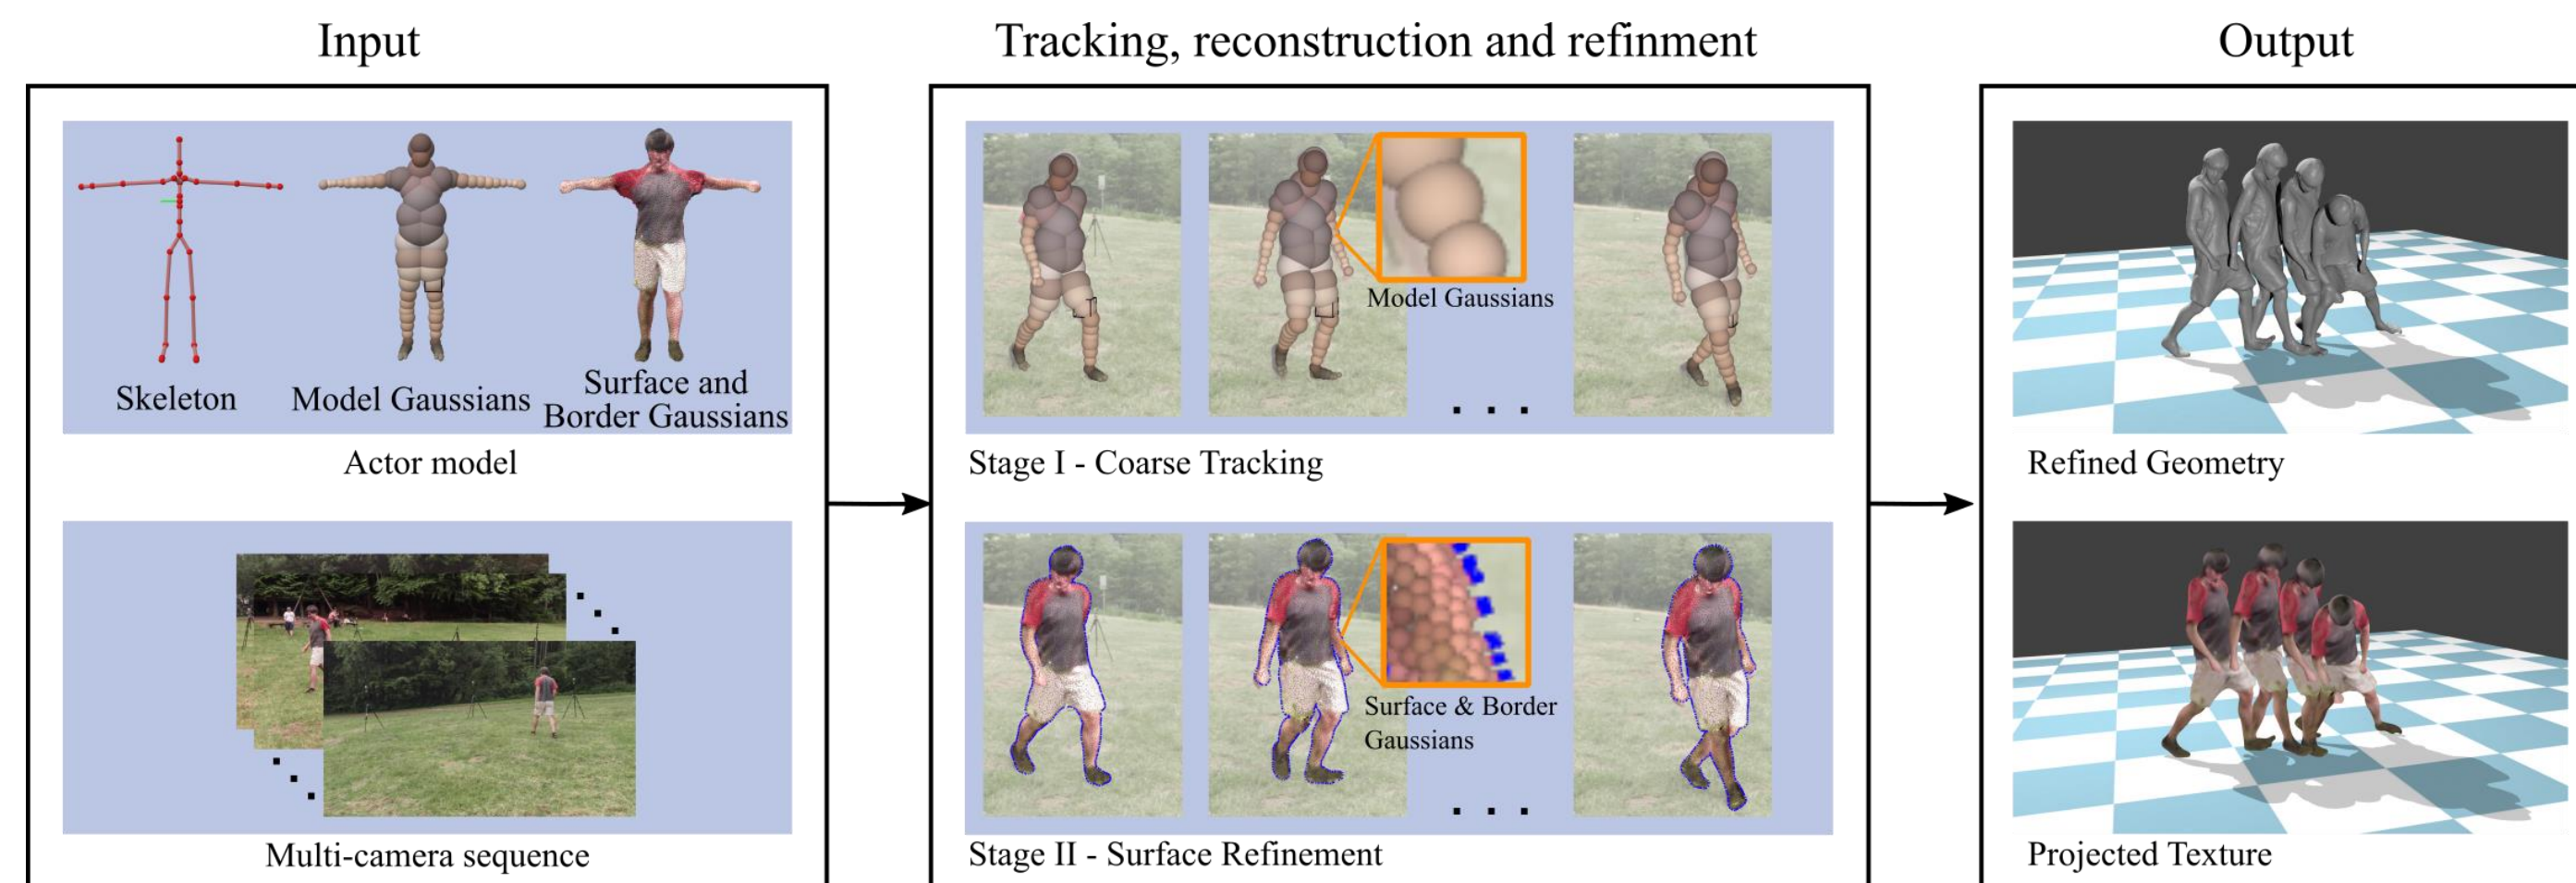 Input
Tracking, reconstruction and refinment
Output
Skeleton
Model Gaussians
Surface and
Border Gaussians
Actor model
Multi-camera sequence
Model Gaussians
. . .
Stage I - Coarse Tracking
Surface & Border
Gaussians
. . .
Stage II - Surface Refinement
Refined Geometry
Projected Texture